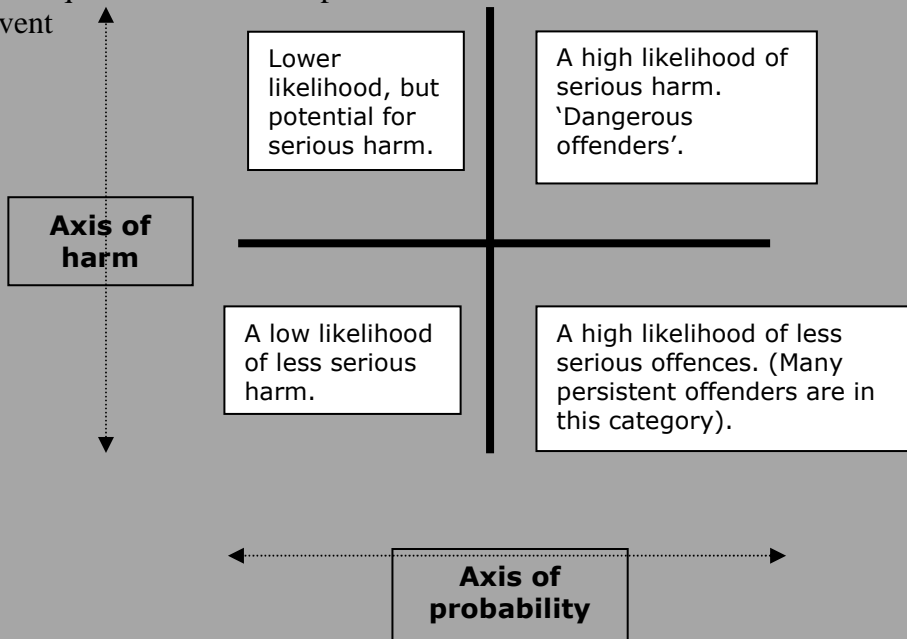 vent
Lower
likelihood, but
potential for
serious harm.
A high likelihood of
serious harm.
‘Dangerous
offenders’.
Axis of
harm
A low likelihood
of less serious
harm.
A high likelihood of less
serious offences. (Many
persistent offenders are in
this category).
Axis of
probability